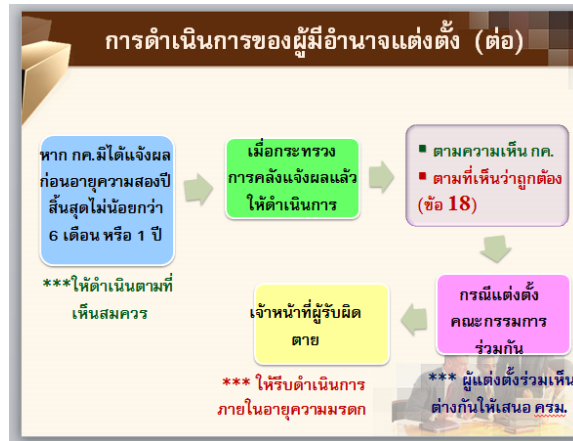 การดำเนินการของผู้มีอำนาจแต่งตั้ง (ต่อ)
หาก กค.มิได้แจ้งผล
ก่อนอายุความสองปี
สิ้นสุดไม่น้อยกว่า
6 เดือน หรือ 1 ปี
***ให้ดำเนินตามที่
เห็นสมควร
เมื่อกระทรวง
การคลังแจ้งผลแล้ว
ให้ดำเนินการ
▪ ตามความเห็น กค.
▪ ตามที่เห็นว่าถูกต้อง
(ข้อ 18)
กรณีแต่งตั้ง
คณะกรรมการ
ร่วมกัน
*** ผู้แต่งตั้งร่วมเห็น
ต่างกันให้เสนอ ครม.
เจ้าหน้าที่ผู้รับผิด
ตาย
*** ให้รีบดำเนินการ
ภายในอายุความมรดก